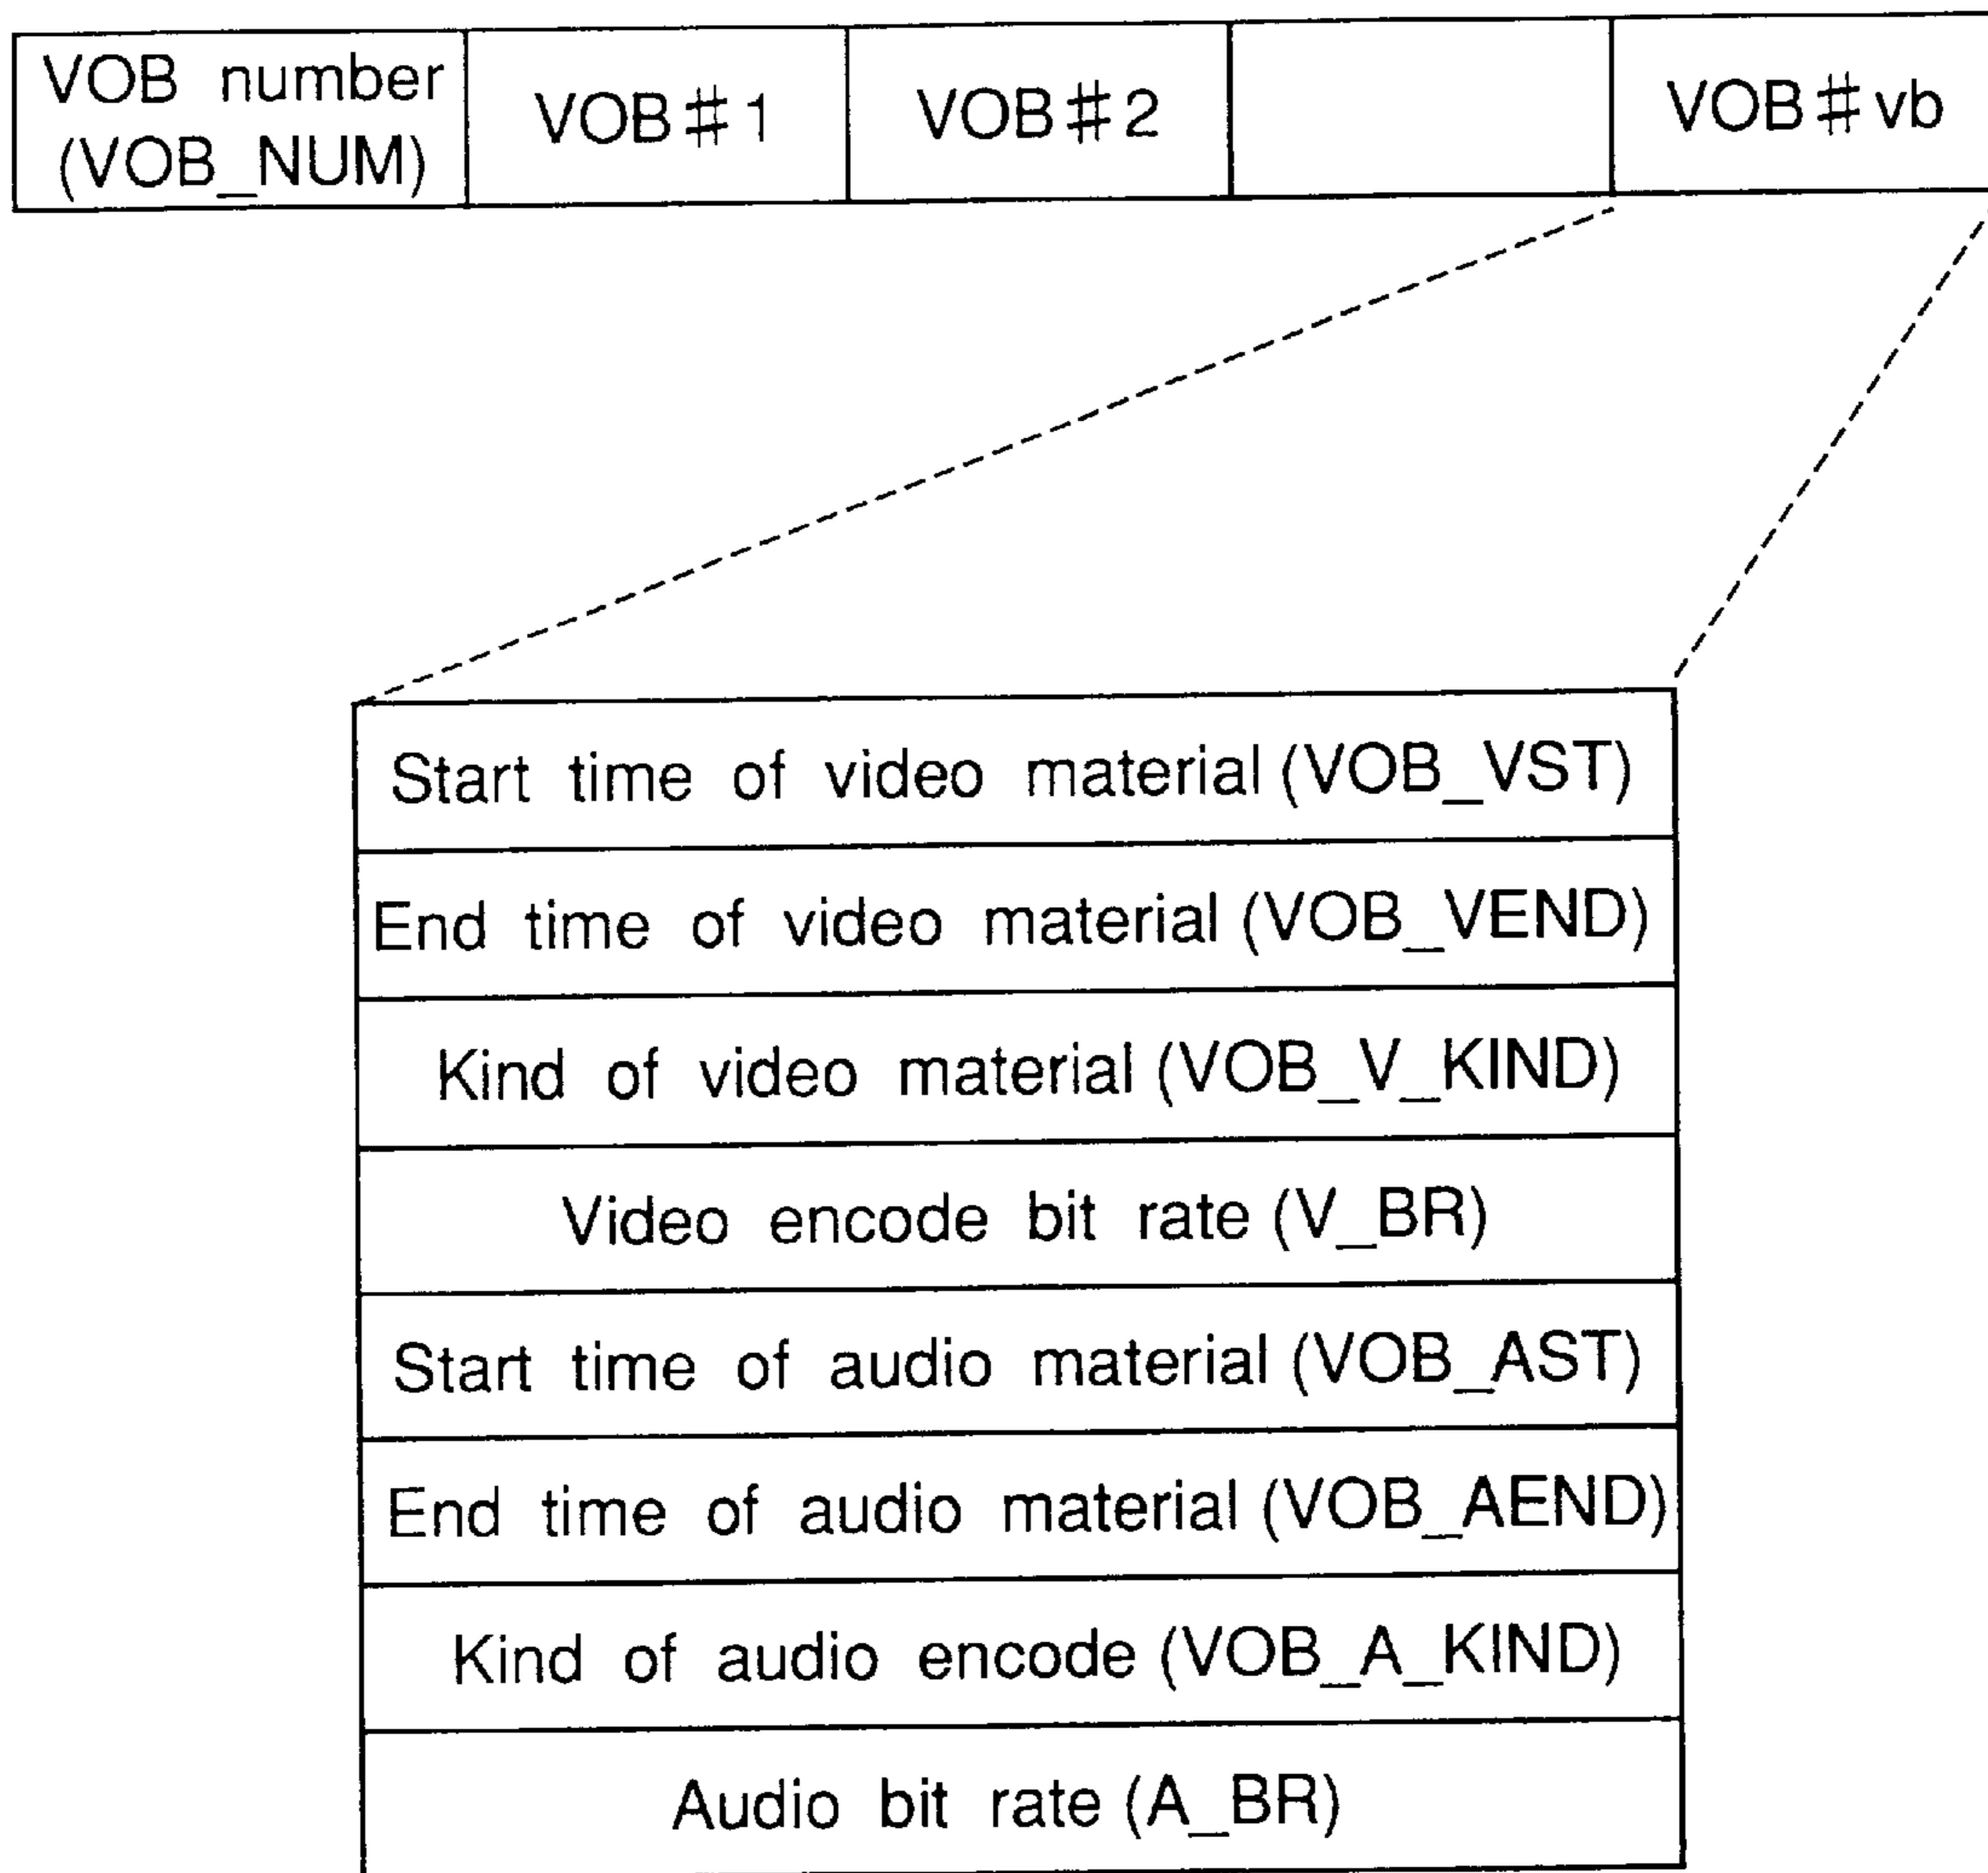 VOB number
(VOB_NUM)
VOB#1
VOB#2
VOB#vb
Start time of video material (VOB_VST)
End time of video material (VOB_VEND)
Kind of video material (VOB_V_KIND)
Video encode bit rate (V_BR)
Start time of audio material (VOB_AST)
End time of audio material (VOB_AEND)
Kind of audio encode (VOB_A_KIND)
Audio bit rate (A_BR)